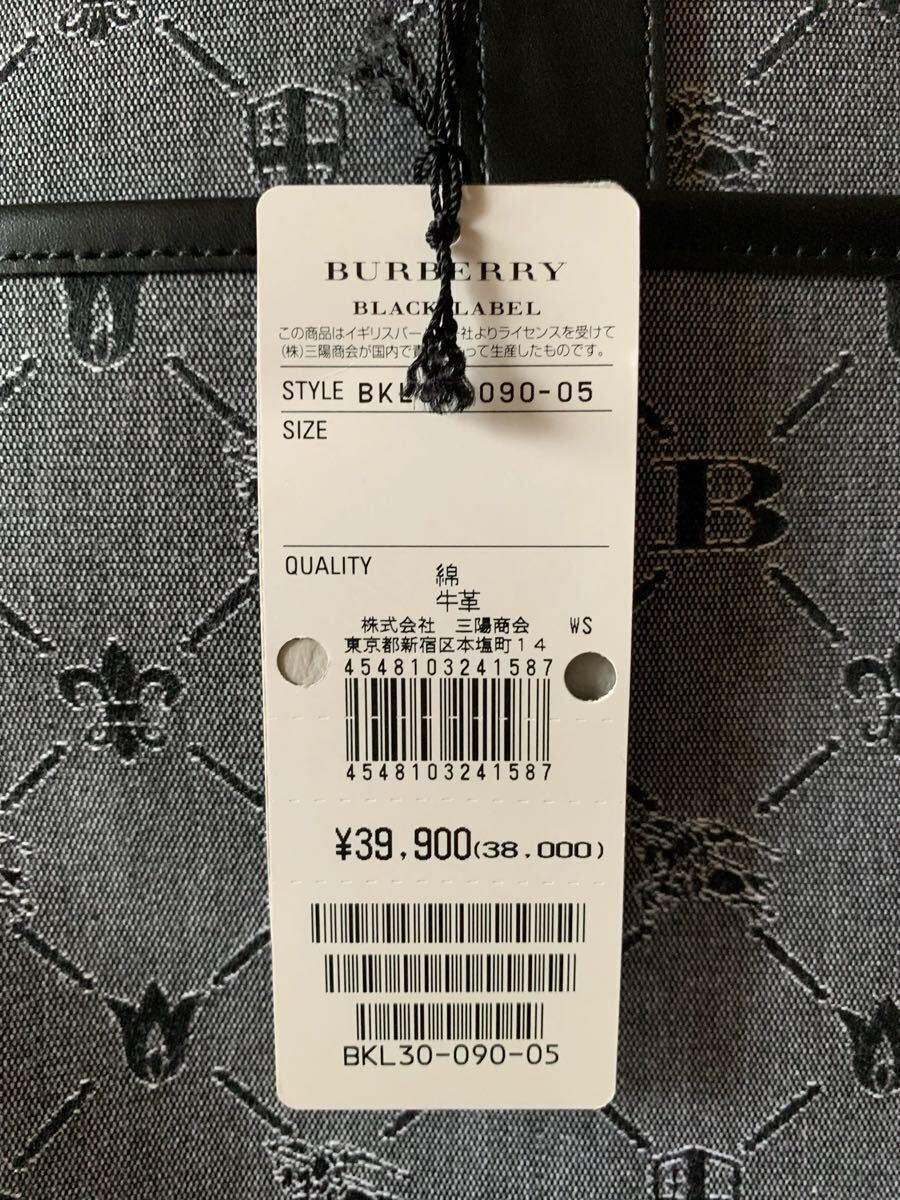 BURBERRY
BLACK LABEL
この商品はイギリスバー 社よりライセンスを受けて
(株)三陽商会が国内で責 って生産したものです。
STYLE BKL 090-05
SIZE
QUALITY 綿
牛革
株式会社 三陽商会 WS
東京都新宿区本塩町14
4548103241587
4548103241587
¥39,900(38,000)
BKL30-090-05
B